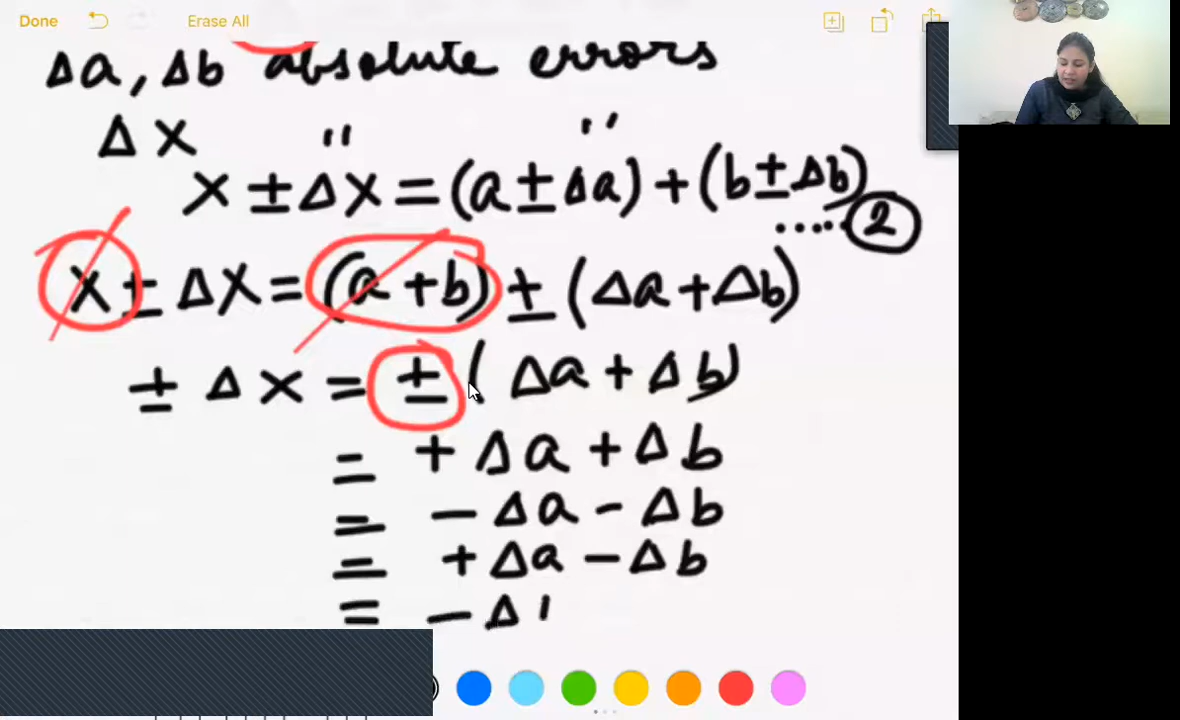 Done Erase All
Δa, Δb absolute errors
Δx " "
x ± Δx = (a ± Δa) + (b ± Δb)
..... 2
x ± Δx = (a + b) ± (Δa + Δb)
± Δx = ± ( Δa + Δb)
= + Δa + Δb
= - Δa - Δb
= + Δa - Δb
= - Δ